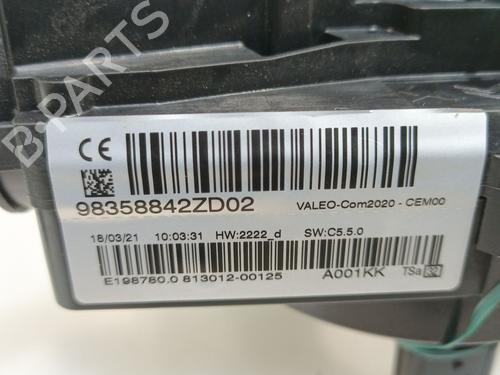 B-PARTS
CE
98358842ZD02 VALEO-Com2020 - CEM00
18/03/21 10:03:31 HW:2222_d SW:C5.5.0
E198780.0 813012-00125 A001KK TSa 32